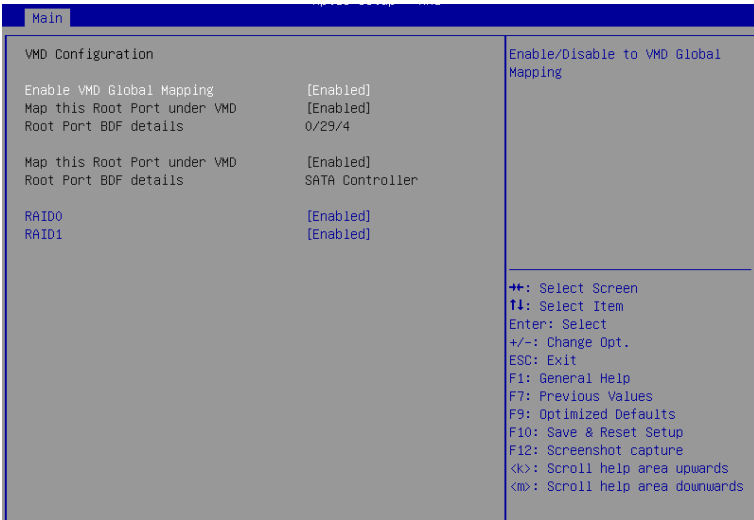 Main
VMD Configuration
Enable VMD Global Mapping [Enabled]
Map this Root Port under VMD [Enabled]
Root Port BDF details 0/29/4
Map this Root Port under VMD [Enabled]
Root Port BDF details SATA Controller
RAID0 [Enabled]
RAID1 [Enabled]
Enable/Disable to VMD Global
Mapping
→←: Select Screen
↑↓: Select Item
Enter: Select
+/-: Change Opt.
ESC: Exit
F1: General Help
F7: Previous Values
F9: Optimized Defaults
F10: Save & Reset Setup
F12: Screenshot capture
<k>: Scroll help area upwards
<m>: Scroll help area downwards